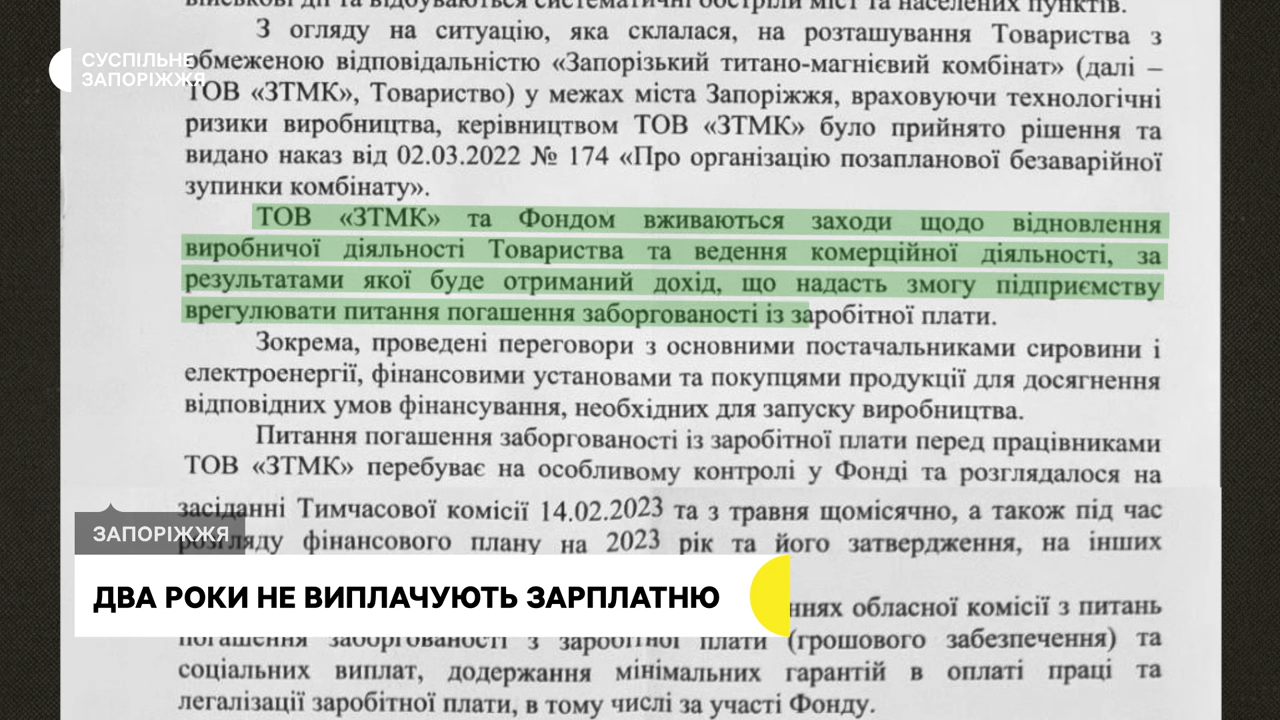 військові дії та відбуваються систематичні обстріли міст та населених пунктів.
З огляду на ситуацію, яка склалася, на розташування Товариства з
обмеженою відповідальністю «Запорізький титано-магнієвий комбінат» (далі –
ТОВ «ЗТМК», Товариство) у межах міста Запоріжжя, враховуючи технологічні
ризики виробництва, керівництвом ТОВ «ЗТМК» було прийнято рішення та
видано наказ від 02.03.2022 № 174 «Про організацію позапланової безаварійної
зупинки комбінату».
ТОВ «ЗТМК» та Фондом вживаються заходи щодо відновлення
виробничої діяльності Товариства та ведення комерційної діяльності, за
результатами якої буде отриманий дохід, що надасть змогу підприємству
врегулювати питання погашення заборгованості із заробітної плати.
Зокрема, проведені переговори з основними постачальниками сировини і
електроенергії, фінансовими установами та покупцями продукції для досягнення
відповідних умов фінансування, необхідних для запуску виробництва.
Питання погашення заборгованості із заробітної плати перед працівниками
ТОВ «ЗТМК» перебуває на особливому контролі у Фонді та розглядалося на
засіданні Тимчасової комісії 14.02.2023 та з травня щомісячно, а також під час
розгляду фінансового плану на 2023 рік та його затвердження, на інших
ннях обласної комісії з питань
погашення заборгованості з заробітної плати (грошового забезпечення) та
соціальних виплат, додержання мінімальних гарантій в оплаті праці та
легалізації заробітної плати, в тому числі за участі Фонду.
СУСПІЛЬНЕ
ЗАПОРІЖЖЯ
ЗАПОРІЖЖЯ
ДВА РОКИ НЕ ВИПЛАЧУЮТЬ ЗАРПЛАТНЮ